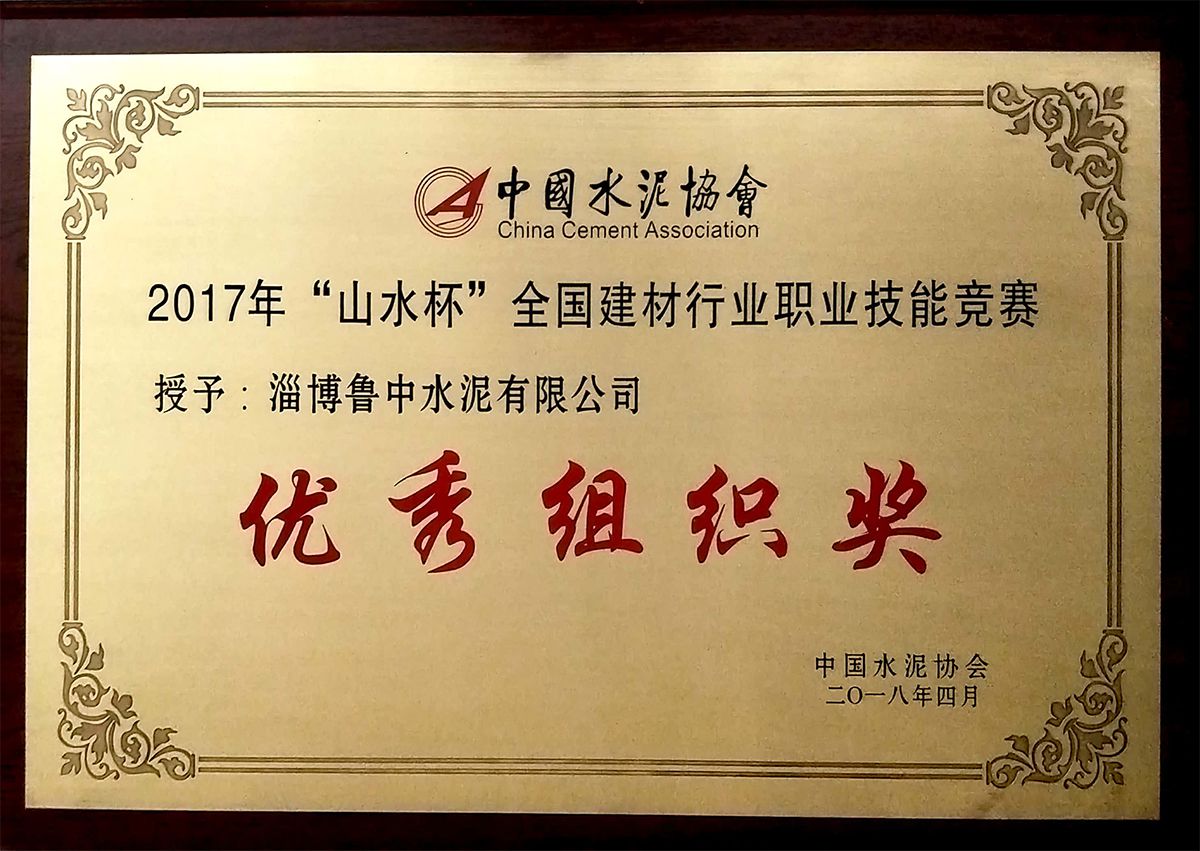 中國水泥協會
China Cement Association
2017年“山水杯”全国建材行业职业技能竞赛
授予：淄博鲁中水泥有限公司
优秀组织奖
中国水泥协会
二〇一八年四月